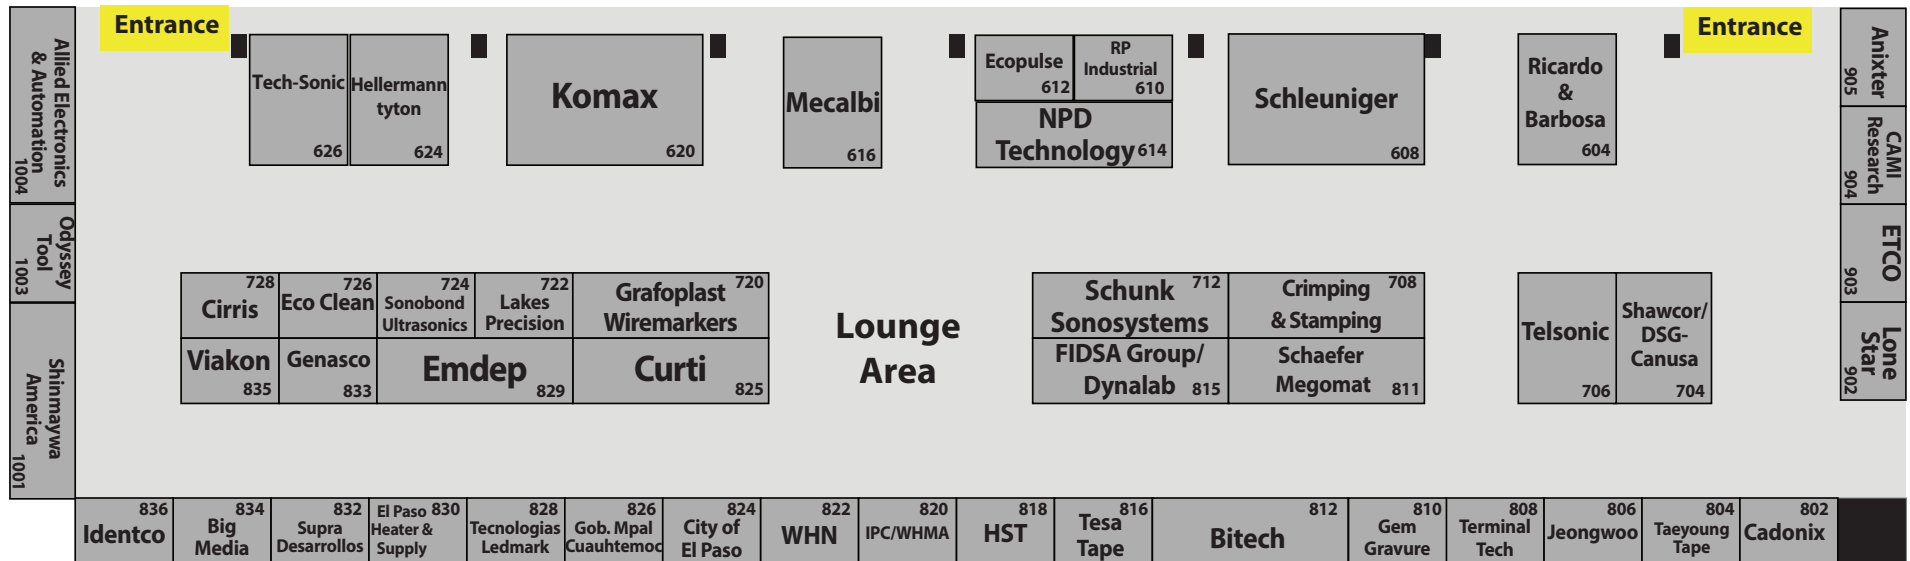 Entrance
Entrance
Allied Electronics
& Automation
1004
Odyssey
Tool
1003
Shinmaywa
America
1001
Tech-Sonic
626
Hellermann
tyton
624
Komax
620
Mecalbi
616
Ecopulse
612
RP
Industrial
610
NPD
Technology 614
Schleuniger
608
Ricardo
&
Barbosa
604
Anixter
905
CAMI
Research
904
ETCO
903
Lone
Star
902
728
Cirris
726
Eco Clean
724
Sonobond
Ultrasonics
722
Lakes
Precision
Grafoplast 720
Wiremarkers
Viakon
835
Genasco
833
Emdep
829
Curti
825
Lounge
Area
Schunk 712
Sonosystems
Crimping 708
& Stamping
FIDSA Group/
Dynalab 815
Schaefer
Megomat 811
Telsonic
706
Shawcor/
DSG-
Canusa
704
836
Identco
834
Big
Media
832
Supra
Desarrollos
El Paso 830
Heater &
Supply
828
Tecnologias
Ledmark
826
Gob. Mpal
Cuauhtemoc
824
City of
El Paso
822
WHN
820
IPC/WHMA
818
HST
816
Tesa
Tape
812
Bitech
810
Gem
Gravure
808
Terminal
Tech
806
Jeongwoo
804
Taeyoung
Tape
802
Cadonix